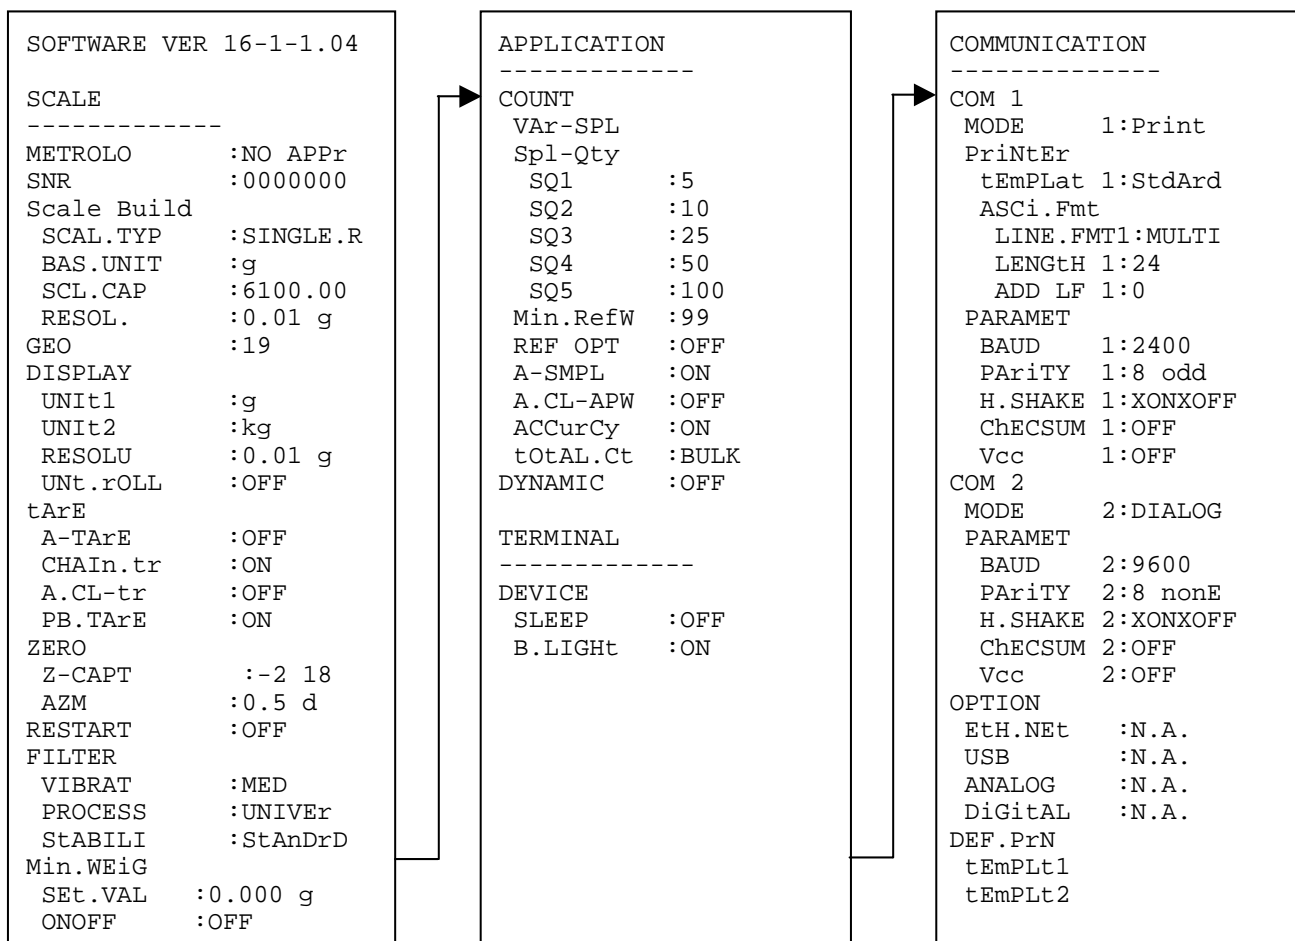 SOFTWARE VER 16-1-1.04
SCALE
-------------
METROLO :NO APPr
SNR :0000000
Scale Build
SCAL.TYP :SINGLE.R
BAS.UNIT :g
SCL.CAP :6100.00
RESOL. :0.01 g
GEO :19
DISPLAY
UNIt1 :g
UNIt2 :kg
RESOLU :0.01 g
UNt.rOLL :OFF
tArE
A-TArE :OFF
CHAIn.tr :ON
A.CL-tr :OFF
PB.TArE :ON
ZERO
Z-CAPT :-2 18
AZM :0.5 d
RESTART :OFF
FILTER
VIBRAT :MED
PROCESS :UNIVEr
StABILI :StAnDrD
Min.WEiG
SEt.VAL :0.000 g
ONOFF :OFF
APPLICATION
-------------
COUNT
VAr-SPL
Spl-Qty
SQ1 :5
SQ2 :10
SQ3 :25
SQ4 :50
SQ5 :100
Min.RefW :99
REF OPT :OFF
A-SMPL :ON
A.CL-APW :OFF
ACCurCy :ON
tOtAL.Ct :BULK
DYNAMIC :OFF
TERMINAL
-------------
DEVICE
SLEEP :OFF
B.LIGHt :ON
COMMUNICATION
--------------
COM 1
MODE 1:Print
PriNtEr
tEmPLat 1:StdArd
ASCi.Fmt
LINE.FMT1:MULTI
LENGtH 1:24
ADD LF 1:0
PARAMET
BAUD 1:2400
PAriTY 1:8 odd
H.SHAKE 1:XONXOFF
ChECSUM 1:OFF
Vcc 1:OFF
COM 2
MODE 2:DIALOG
PARAMET
BAUD 2:9600
PAriTY 2:8 nonE
H.SHAKE 2:XONXOFF
ChECSUM 2:OFF
Vcc 2:OFF
OPTION
EtH.NEt :N.A.
USB :N.A.
ANALOG :N.A.
DiGitAL :N.A.
DEF.PrN
tEmPLt1
tEmPLt2